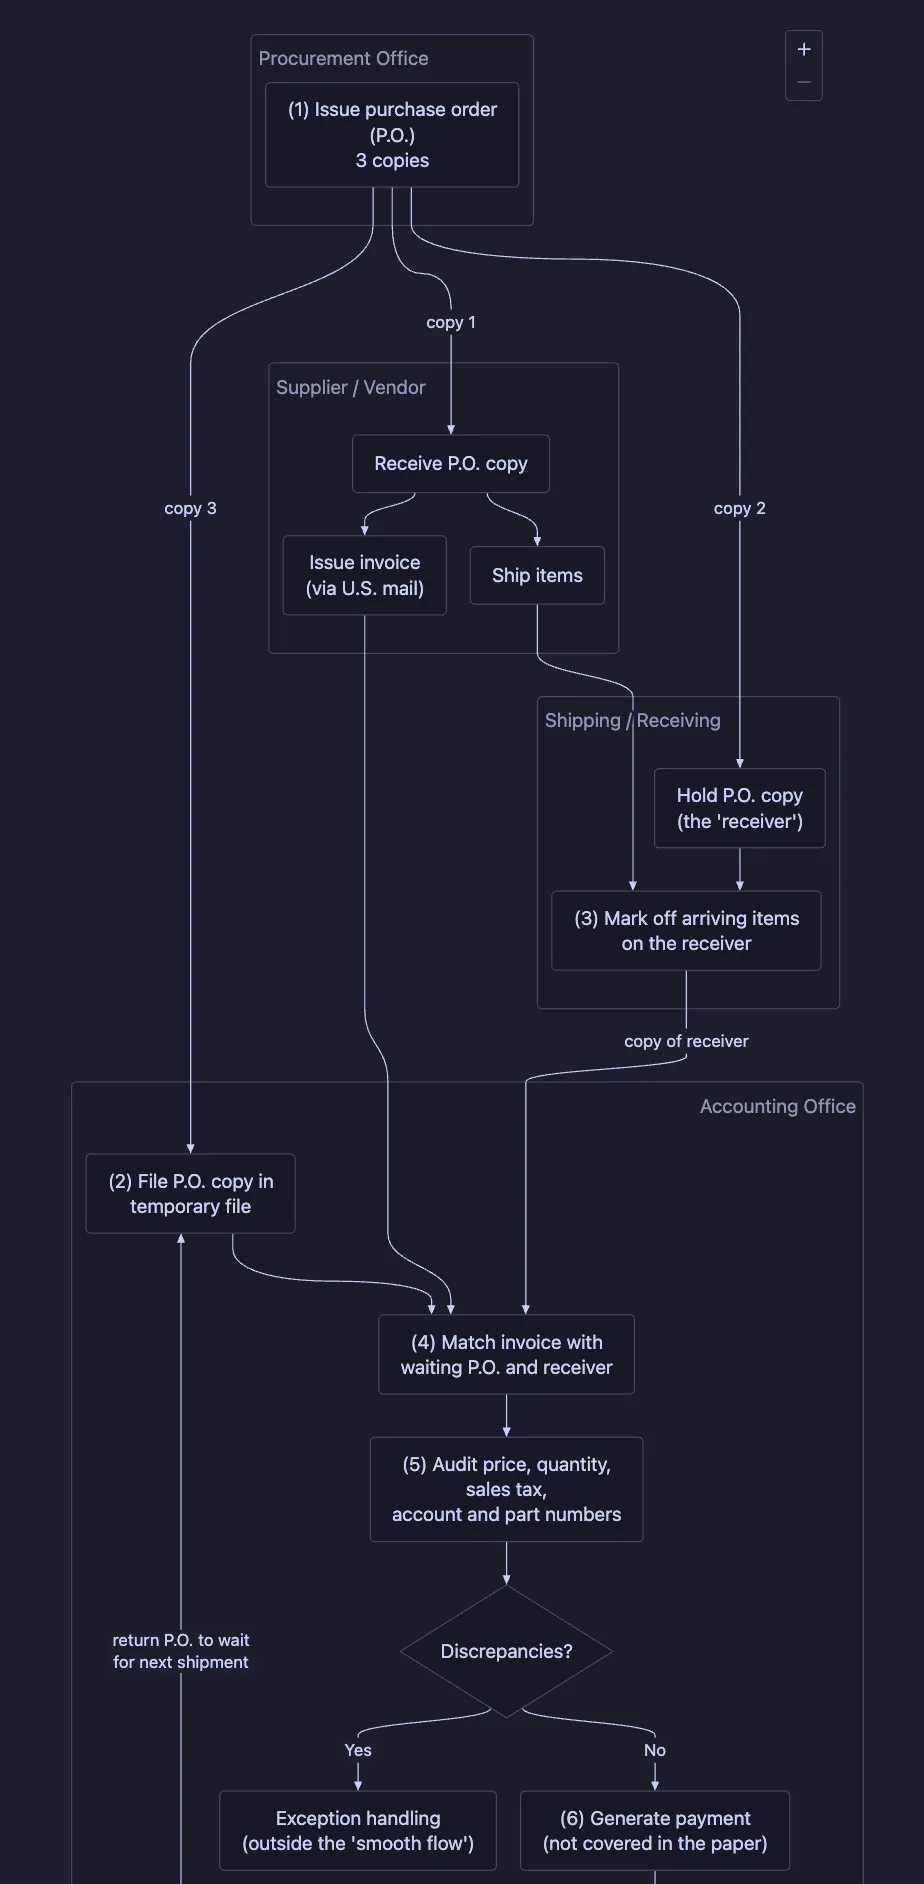 Procurement Office
+
(1) Issue purchase order
(P.O.)
3 copies
copy 1
Supplier / Vendor
Receive P.O. copy
copy 3
copy 2
Issue invoice
(via U.S. mail)
Ship items
Shipping / Receiving
Hold P.O. copy
(the 'receiver')
(3) Mark off arriving items
on the receiver
copy of receiver
Accounting Office
(2) File P.O. copy in
temporary file
(4) Match invoice with
waiting P.O. and receiver
(5) Audit price, quantity,
sales tax,
account and part numbers
return P.O. to wait
for next shipment
Discrepancies?
Yes
No
Exception handling
(outside the 'smooth flow')
(6) Generate payment
(not covered in the paper)